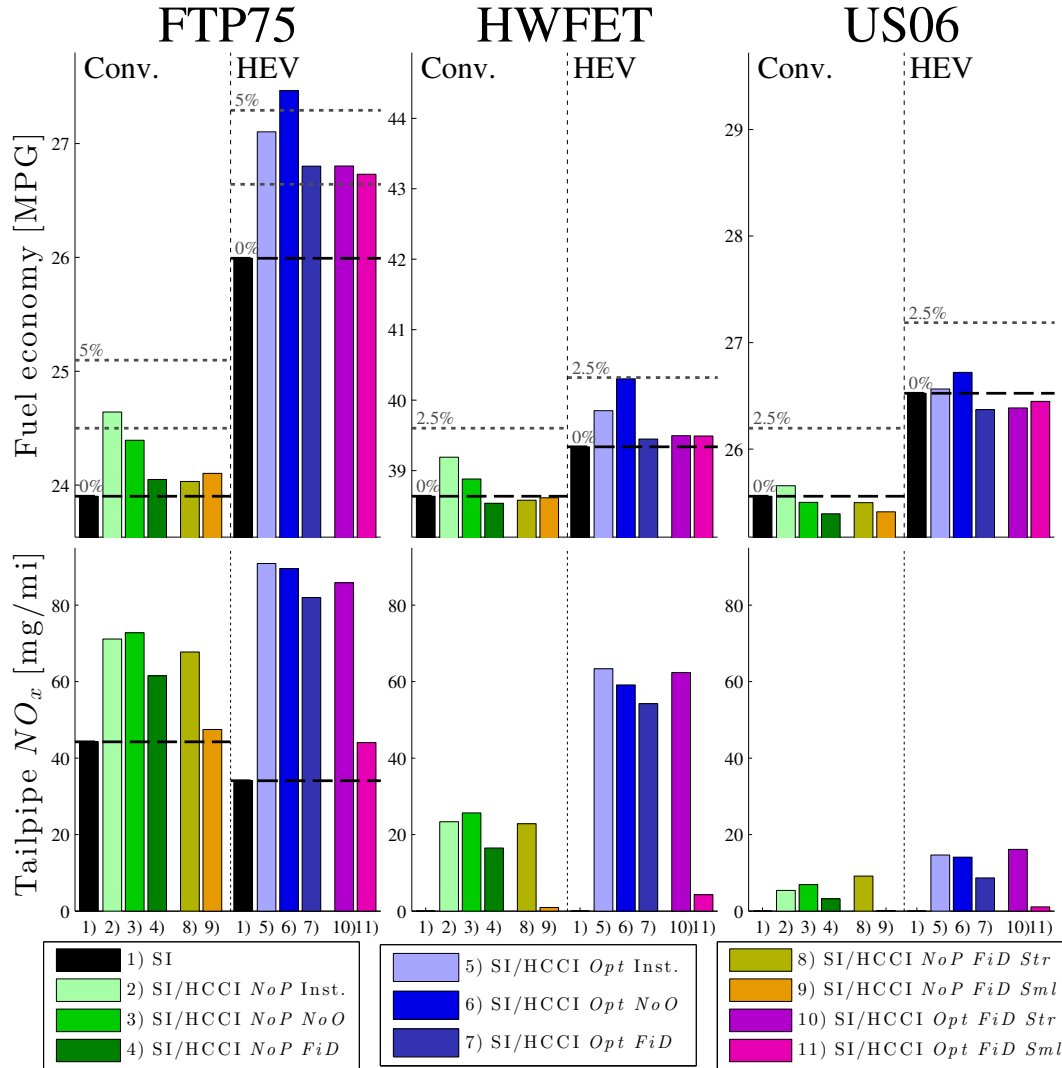 FTP75 HWFET US06
Conv. HEV Conv. HEV Conv. HEV
Fuel economy [MPG]
27
26
25
24
5%
0%
5%
0%
44
43
42
41
40
39
2.5%
0%
2.5%
0%
29
28
27
26
2.5%
0%
2.5%
0%
Tailpipe NOx [mg/mi]
80
60
40
20
0
80
60
40
20
0
80
60
40
20
0
1) 2) 3) 4) 8) 9) 1) 5) 6) 7) 10) 11)
1) 2) 3) 4) 8) 9) 1) 5) 6) 7) 10) 11)
1) 2) 3) 4) 8) 9) 1) 5) 6) 7) 10) 11)
1) SI
2) SI/HCCI NoP Inst.
3) SI/HCCI NoP NoO
4) SI/HCCI NoP FiD
5) SI/HCCI Opt Inst.
6) SI/HCCI Opt NoO
7) SI/HCCI Opt FiD
8) SI/HCCI NoP FiD Str
9) SI/HCCI NoP FiD Sml
10) SI/HCCI Opt FiD Str
11) SI/HCCI Opt FiD Sml